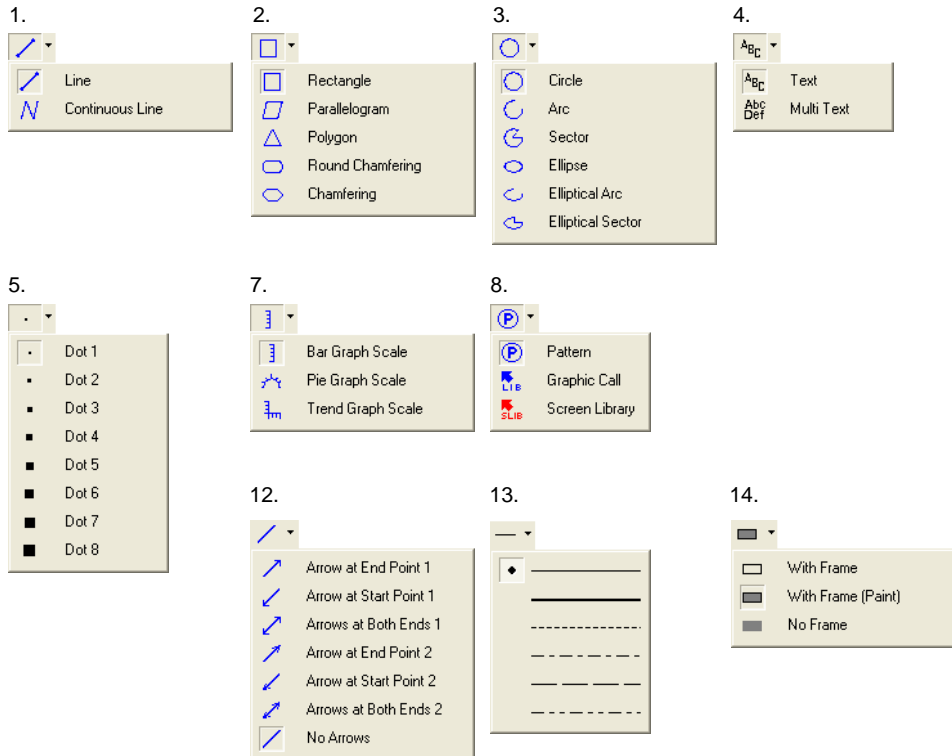 1.
Line
Continuous Line
2.
Rectangle
Parallelogram
Polygon
Round Chamfering
Chamfering
3.
Circle
Arc
Sector
Ellipse
Elliptical Arc
Elliptical Sector
4.
ABC
ABC
Text
Abc
Def
Multi Text
5.
Dot 1
Dot 2
Dot 3
Dot 4
Dot 5
Dot 6
Dot 7
Dot 8
7.
Bar Graph Scale
Pie Graph Scale
Trend Graph Scale
8.
P
P
Pattern
LIB
Graphic Call
SLIB
Screen Library
12.
Arrow at End Point 1
Arrow at Start Point 1
Arrows at Both Ends 1
Arrow at End Point 2
Arrow at Start Point 2
Arrows at Both Ends 2
No Arrows
13.
14.
With Frame
With Frame (Paint)
No Frame